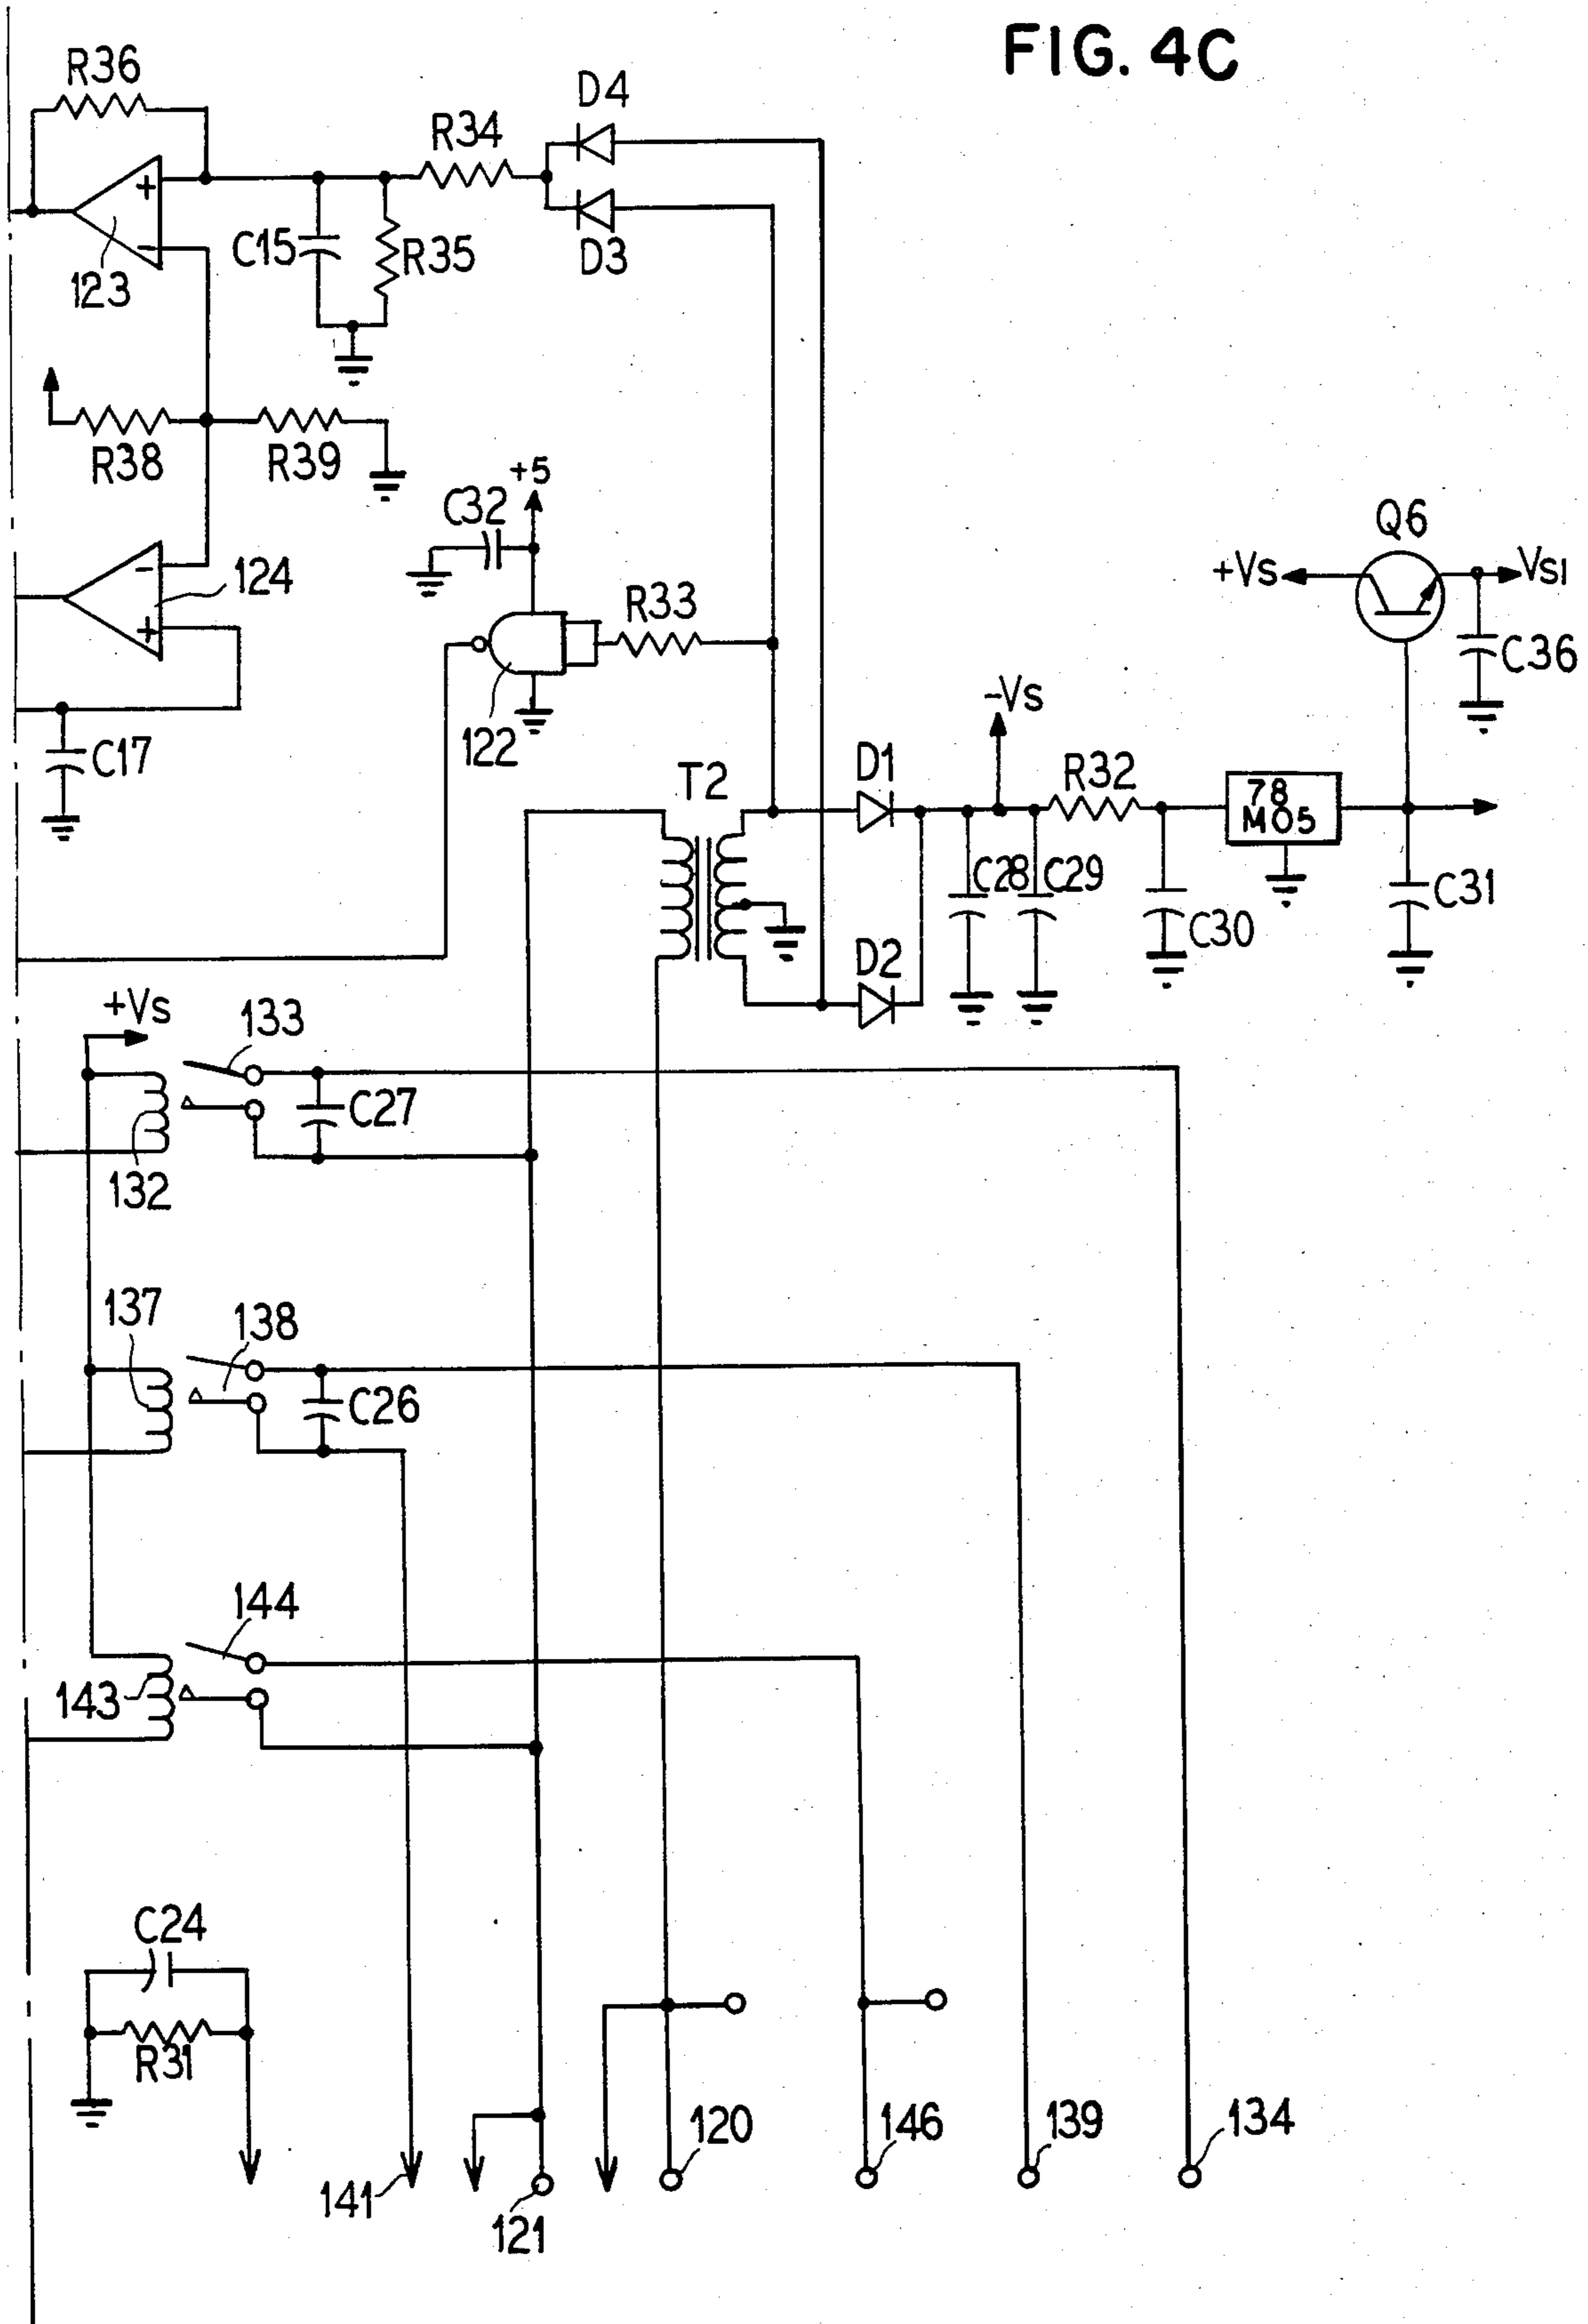 FIG. 4C
R36
D4
R34
+
−
123
C15
R35
D3
R38
R39
+5
C32
Q6
+Vs
VS1
−
124
+
R33
C36
122
−Vs
C17
T2
D1
R32
78
M05
C28
C29
C31
C30
D2
+Vs
133
C27
132
137
138
C26
144
143
C24
R31
120
146
139
134
141
121